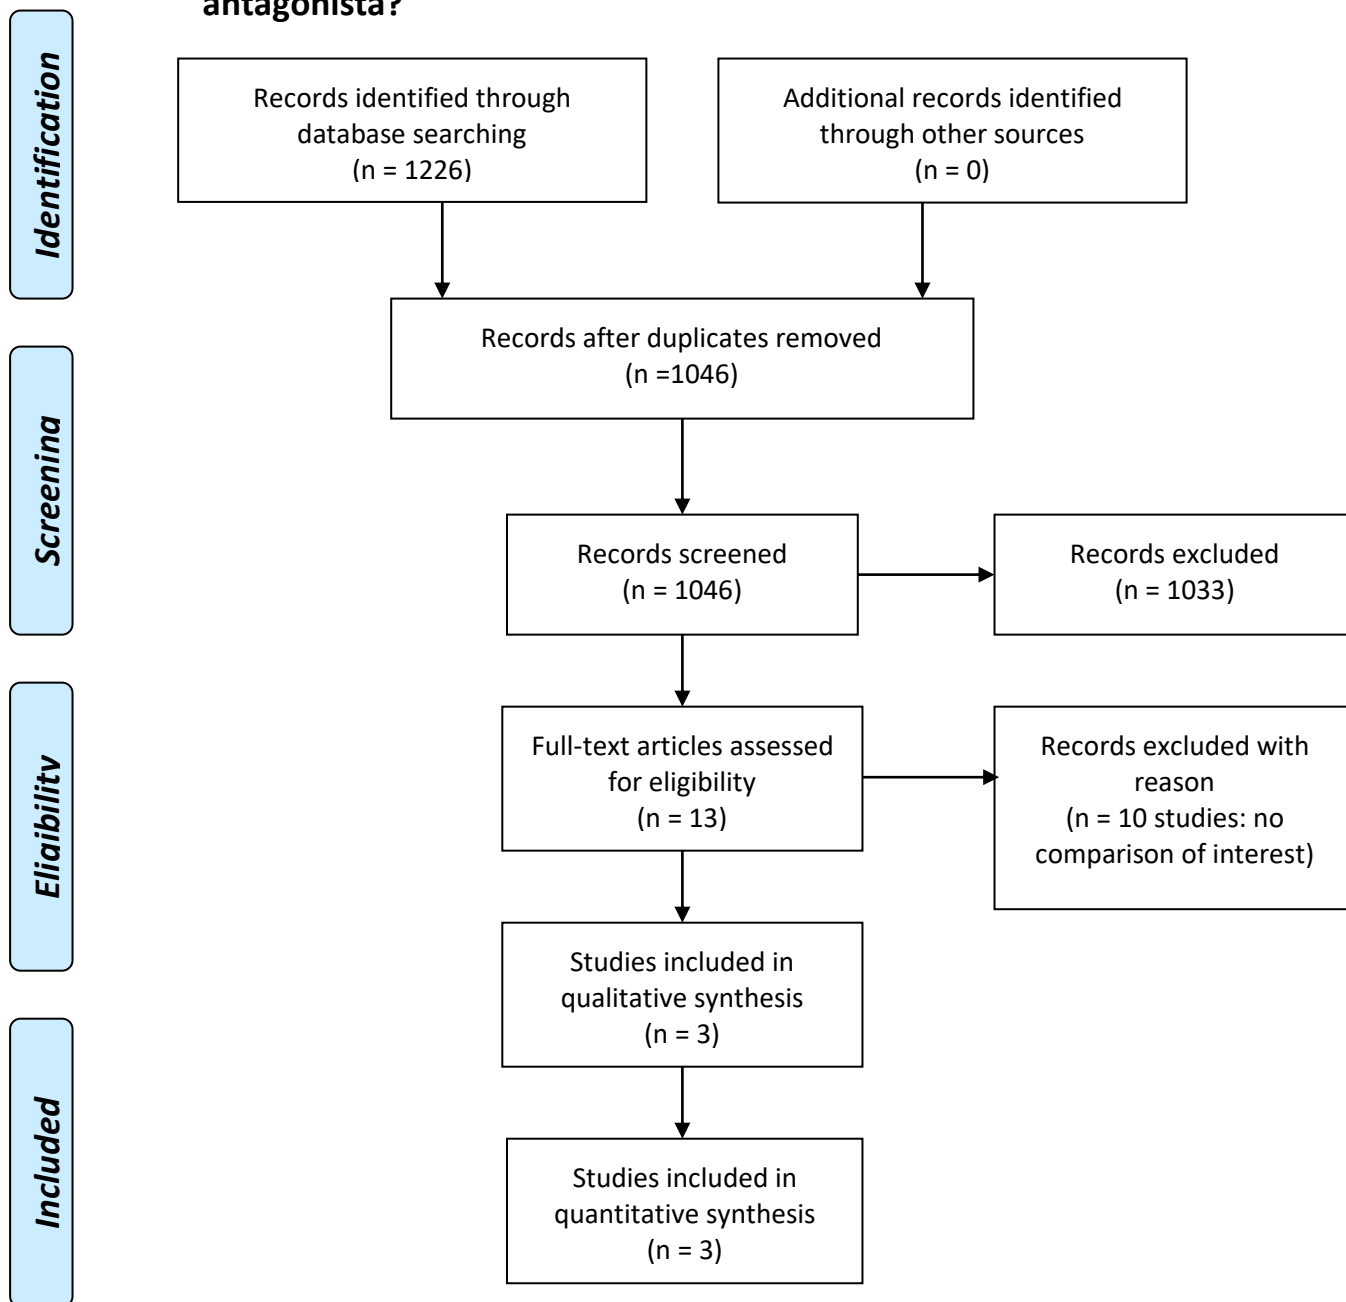 antagonista?
Identification
Records identified through
database searching
(n = 1226)
Additional records identified
through other sources
(n = 0)
Records after duplicates removed
(n =1046)
Screening
Records screened
(n = 1046)
Records excluded
(n = 1033)
Eligibility
Full-text articles assessed
for eligibility
(n = 13)
Records excluded with
reason
(n = 10 studies: no
comparison of interest)
Studies included in
qualitative synthesis
(n = 3)
Included
Studies included in
quantitative synthesis
(n = 3)